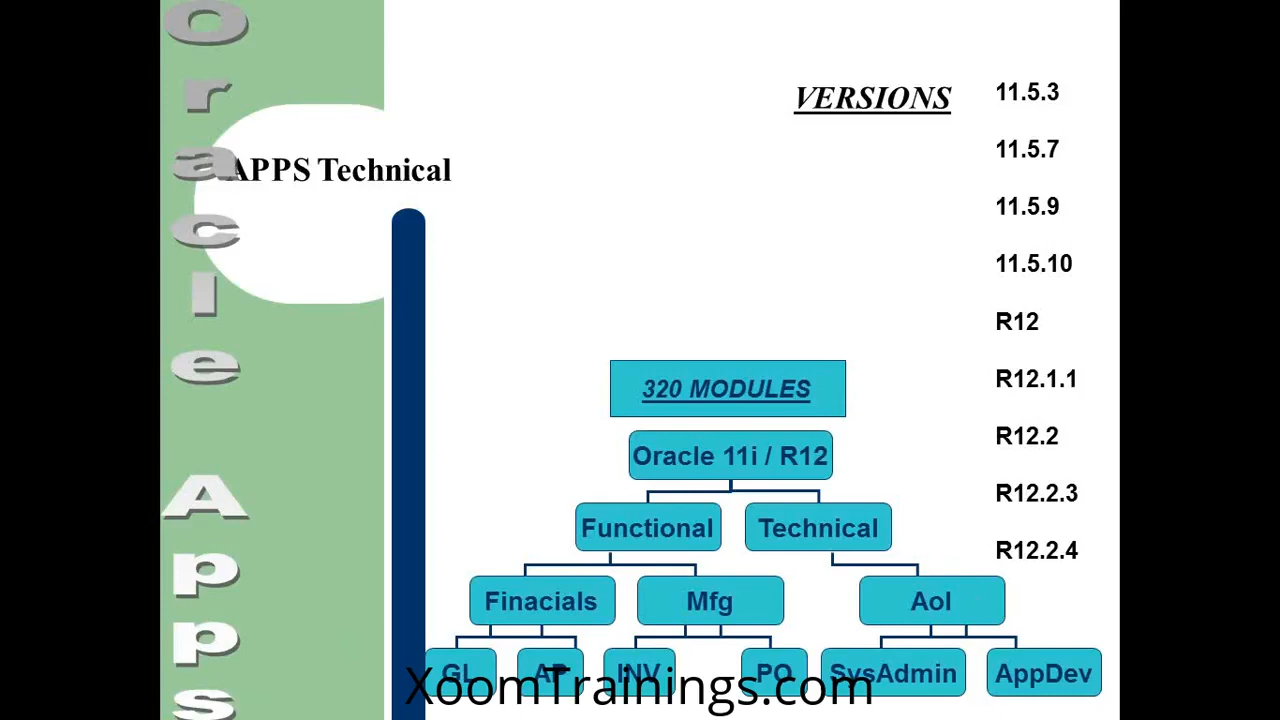 Oracle Apps
APPS Technical
VERSIONS
11.5.3
11.5.7
11.5.9
11.5.10
R12
R12.1.1
R12.2
R12.2.3
R12.2.4
320 MODULES
Oracle 11i / R12
Functional
Technical
Finacials
Mfg
Aol
GL
AP
INV
PO
SysAdmin
AppDev
XoomTrainings.com